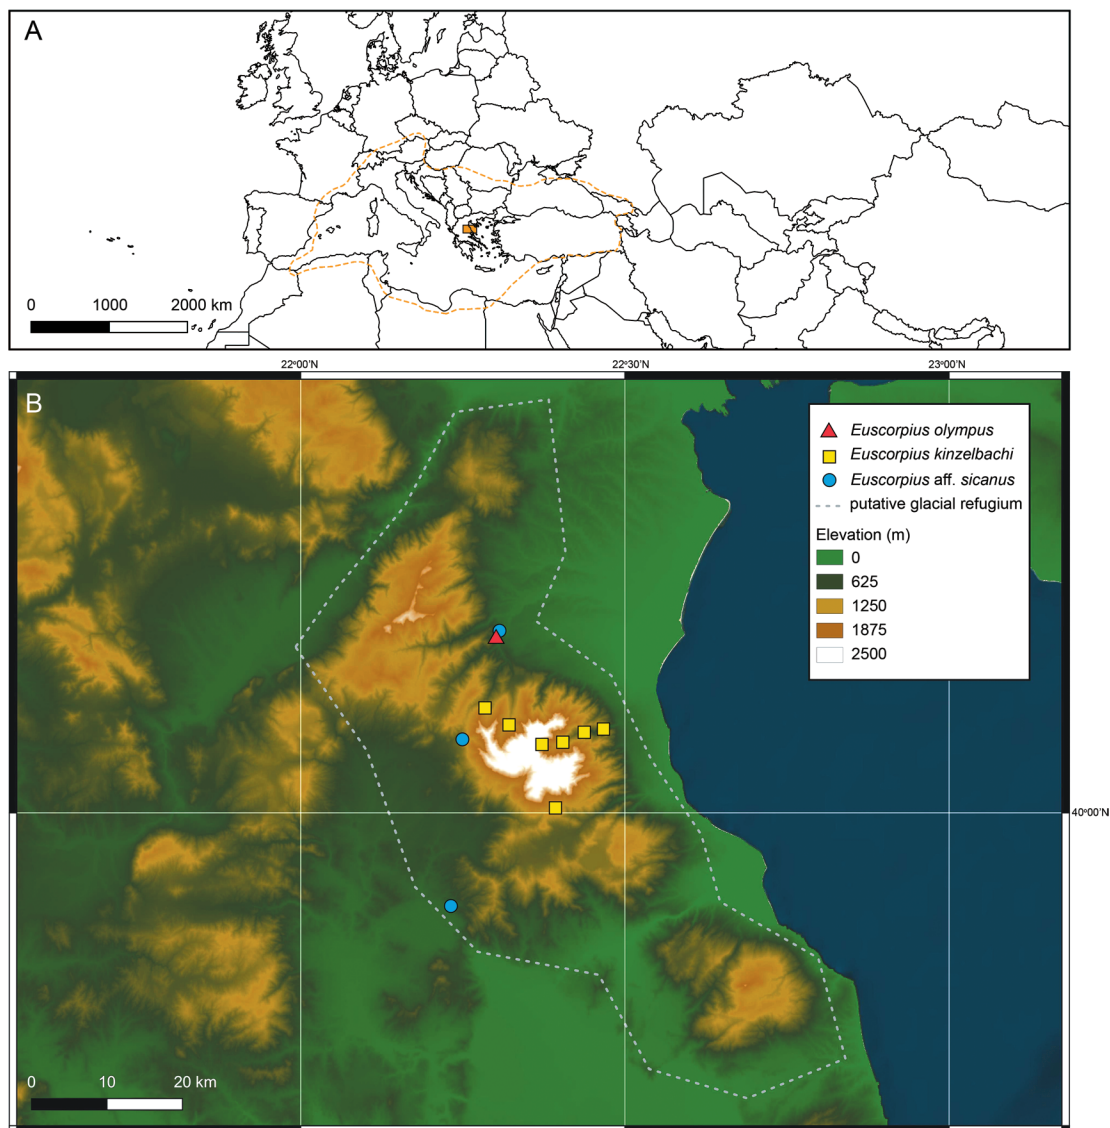 A
0 1000 2000 km
22°00'N 22°30'N 23°00'N
B
Euscorpius olympus
Euscorpius kinzelbachi
Euscorpius aff. sicanus
putative glacial refugium
Elevation (m)
0
625
1250
1875
2500
40°00'N
0 10 20 km